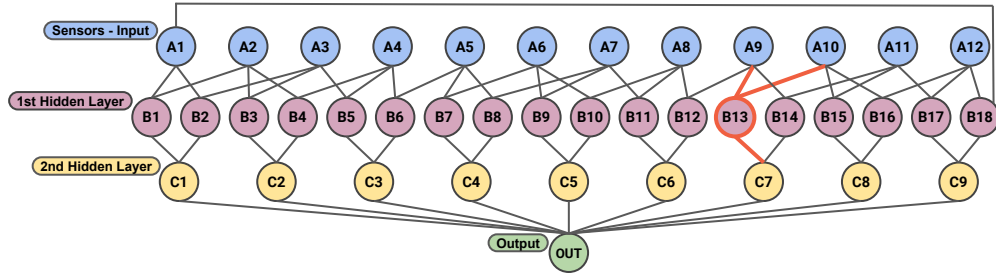 Sensors - Input
A1 A2 A3 A4 A5 A6 A7 A8 A9 A10 A11 A12
1st Hidden Layer
B1 B2 B3 B4 B5 B6 B7 B8 B9 B10 B11 B12 B13 B14 B15 B16 B17 B18
2nd Hidden Layer
C1 C2 C3 C4 C5 C6 C7 C8 C9
Output
OUT